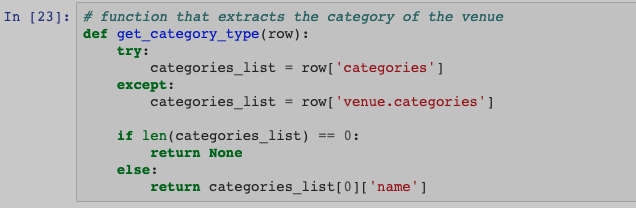 In [23]: # function that extracts the category of the venue
def get_category_type(row):
    try:
        categories_list = row['categories']
    except:
        categories_list = row['venue.categories']

    if len(categories_list) == 0:
        return None
    else:
        return categories_list[0]['name']